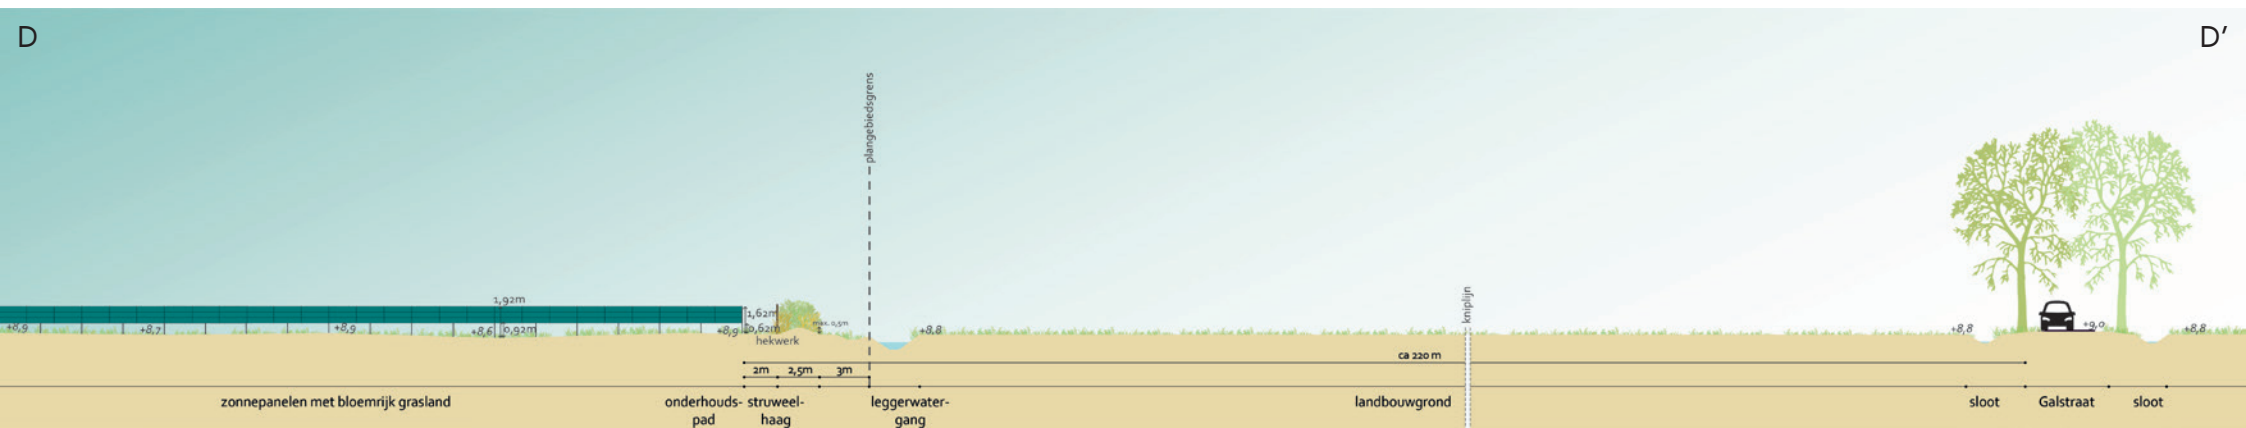 D
D'
plangebiedsgrens
1,92m
+8,9
+8,7
+8,9
+8,6
0,92m
+8,9
1,62m
0,62m
hekwerk
max. 0,5m
+8,8
kniplijn
+8,8
+9,0
+8,8
ca 220 m
2m
2,5m
3m
zonnepanelen met bloemrijk grasland
onderhouds-
pad
struweel-
haag
leggerwater-
gang
landbouwgrond
sloot
Galstraat
sloot